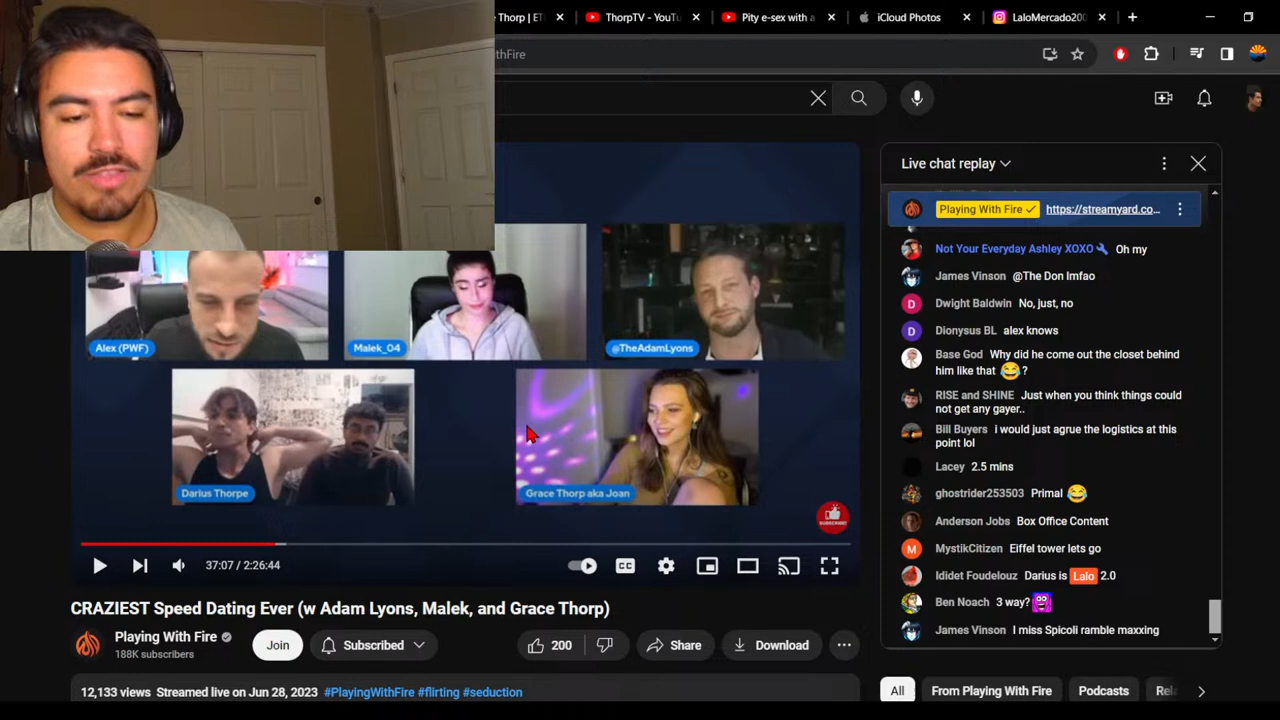 e Thorp | ET
ThorpTV - YouTu
Pity e-sex with a
iCloud Photos
LaloMercado200
thFire
Live chat replay
Playing With Fire https://streamyard.co...
Not Your Everyday Ashley XOXO Oh my
James Vinson @The Don lmfao
Dwight Baldwin No, just, no
Dionysus BL alex knows
Base God Why did he come out the closet behind
him like that 😂 ?
RISE and SHINE Just when you think things could
not get any gayer..
Bill Buyers i would just agrue the logistics at this
point lol
Lacey 2.5 mins
ghostrider253503 Primal 😂
Anderson Jobs Box Office Content
MystikCitizen Eiffel tower lets go
Ididet Foudelouz Darius is Lalo 2.0
Ben Noach 3 way?
James Vinson I miss Spicoli ramble maxxing
Alex (PWF)
Malek_04
@TheAdamLyons
Darius Thorpe
Grace Thorp aka Joan
SUBSCRIBE
37:07 / 2:26:44
CC
CRAZIEST Speed Dating Ever (w Adam Lyons, Malek, and Grace Thorp)
Playing With Fire
188K subscribers
Join
Subscribed
200
Share
Download
12,133 views Streamed live on Jun 28, 2023 #PlayingWithFire #flirting #seduction
All
From Playing With Fire
Podcasts
Rel